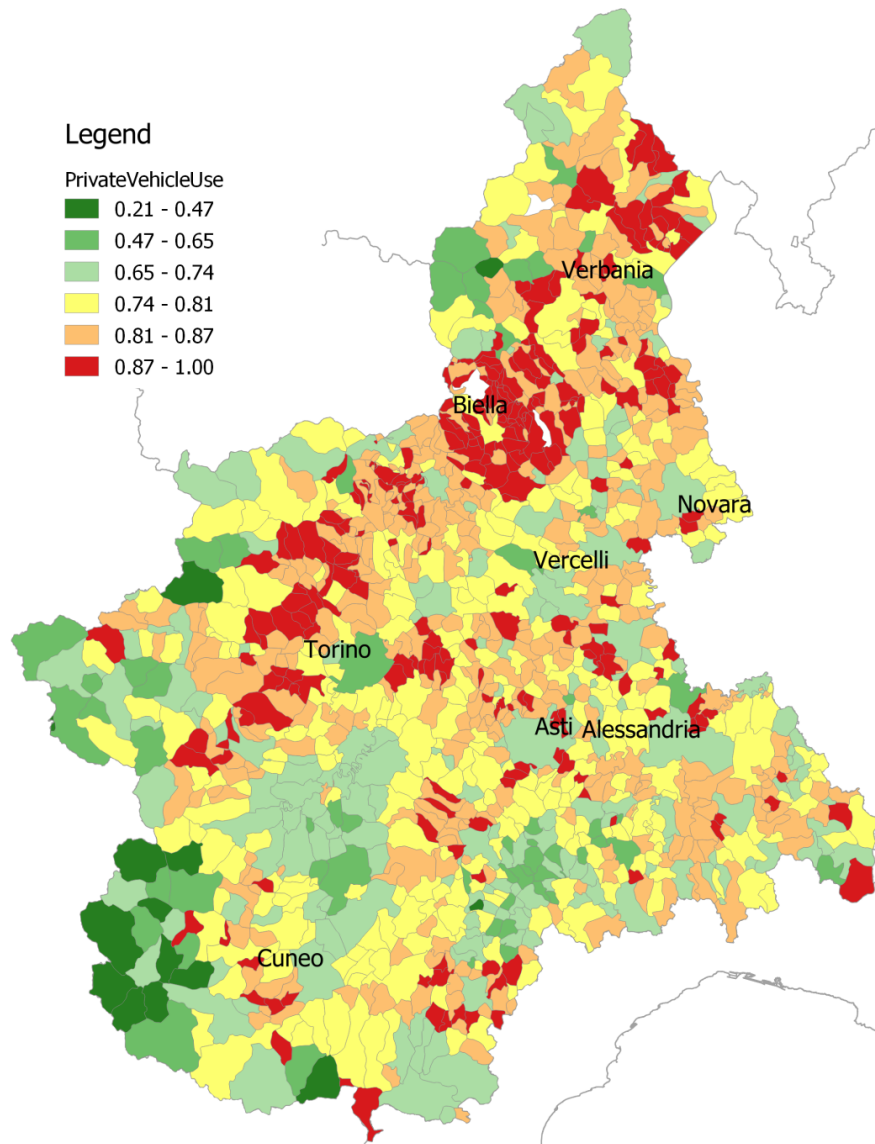 Legend
PrivateVehicleUse
0.21 - 0.47
0.47 - 0.65
0.65 - 0.74
0.74 - 0.81
0.81 - 0.87
0.87 - 1.00
Verbania
Biella
Novara
Vercelli
Torino
Asti
Alessandria
Cuneo